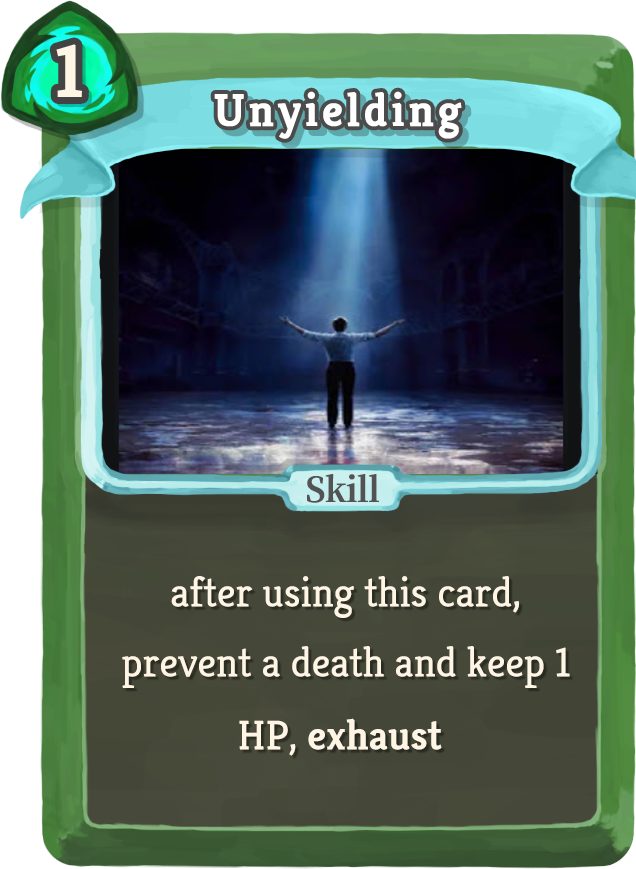 1
Unyielding
Skill
after using this card,
prevent a death and keep 1
HP, exhaust